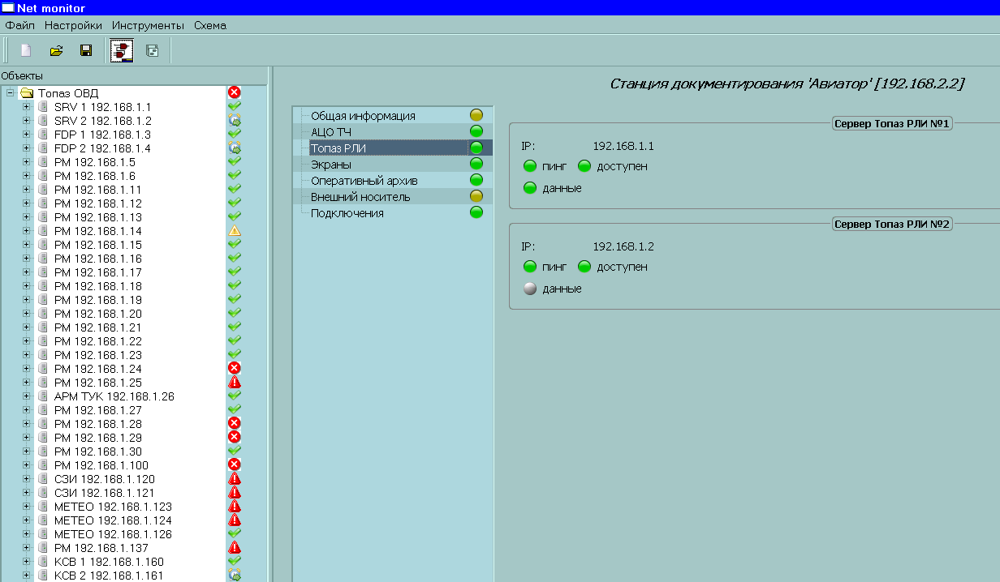 Net monitor
Файл Настройки Инструменты Схема
Объекты
Топаз ОВД
SRV 1 192.168.1.1
SRV 2 192.168.1.2
FDP 1 192.168.1.3
FDP 2 192.168.1.4
РМ 192.168.1.5
РМ 192.168.1.6
РМ 192.168.1.11
РМ 192.168.1.12
РМ 192.168.1.13
РМ 192.168.1.14
РМ 192.168.1.15
РМ 192.168.1.16
РМ 192.168.1.17
РМ 192.168.1.18
РМ 192.168.1.19
РМ 192.168.1.20
РМ 192.168.1.21
РМ 192.168.1.22
РМ 192.168.1.23
РМ 192.168.1.24
РМ 192.168.1.25
АРМ ТУК 192.168.1.26
РМ 192.168.1.27
РМ 192.168.1.28
РМ 192.168.1.29
РМ 192.168.1.30
РМ 192.168.1.100
СЗИ 192.168.1.120
СЗИ 192.168.1.121
МЕТЕО 192.168.1.123
МЕТЕО 192.168.1.124
МЕТЕО 192.168.1.126
РМ 192.168.1.137
КСВ 1 192.168.1.160
КСВ 2 192.168.1.161
Станция документирования 'Авиатор' [192.168.2.2]
Общая информация
АЦО ТЧ
Топаз РЛИ
Экраны
Оперативный архив
Внешний носитель
Подключения
Сервер Топаз РЛИ №1
IP: 192.168.1.1
пинг доступен
данные
Сервер Топаз РЛИ №2
IP: 192.168.1.2
пинг доступен
данные